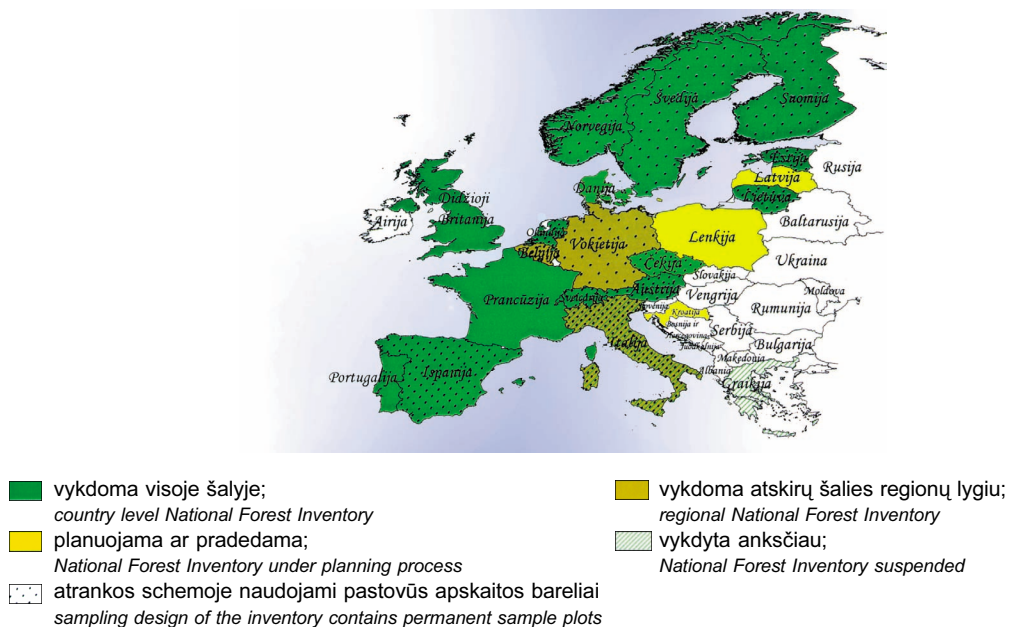 Švedija
Suomija
Norvegija
Estija
Rusija
Latvija
Danija
Lietuva
Didžioji
Britanija
Airija
Baltarusija
Olandija
Lenkija
Vokietija
Belgija
Ukraina
Čekija
Slovakija
Austrija
Moldova
Vengrija
Prancūzija
Šveicarija
Slovėnija
Kroatija
Rumunija
Bosnija ir
Hercegovina
Serbija
Italija
Juodkalnija
Bulgarija
Makedonija
Albanija
Ispanija
Portugalija
Graikija
vykdoma visoje šalyje;
country level National Forest Inventory
planuojama ar pradedama;
National Forest Inventory under planning process
atrankos schemoje naudojami pastovūs apskaitos bareliai
sampling design of the inventory contains permanent sample plots
vykdoma atskirų šalies regionų lygiu;
regional National Forest Inventory
vykdyta anksčiau;
National Forest Inventory suspended